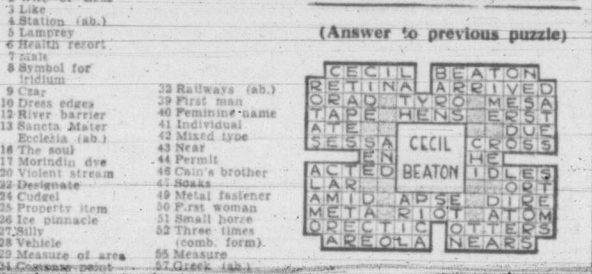 3 Like
4 Station (ab.)
5 Lamprey
6 Health resort
7 Male
8 Symbol for
iridium
9 Czar
10 Dress edges
12 River barrier
13 Sancta Mater
Ecclesia (ab.)
16 The soul
17 Morindin dye
20 Violent stream
22 Designate
24 Cudgel
25 Property item
26 Ice pinnacle
27 Silly
28 Vehicle
29 Measure of area
31 Compass point
32 Railways (ab.)
39 First man
40 Feminine name
41 Individual
42 Mixed type
43 Near
44 Permit
46 Cain's brother
47 Soaks
49 Metal fastener
50 First woman
51 Small horse
52 Three times
(comb. form).
55 Measure
57 Greek (ab.)
(Answer to previous puzzle)
CECIL BEATON
RETINA ARRIVED
ORAD TYRO MESA
TAPE HENS ERST
ATE DUE
SESSA CROSS
EN HE
ACTED IDLES
LAR ORT
AMID APSE DIRE
META RIOT ATOM
ORECTIC OTTERS
AREOLA NEARS
CECIL
BEATON